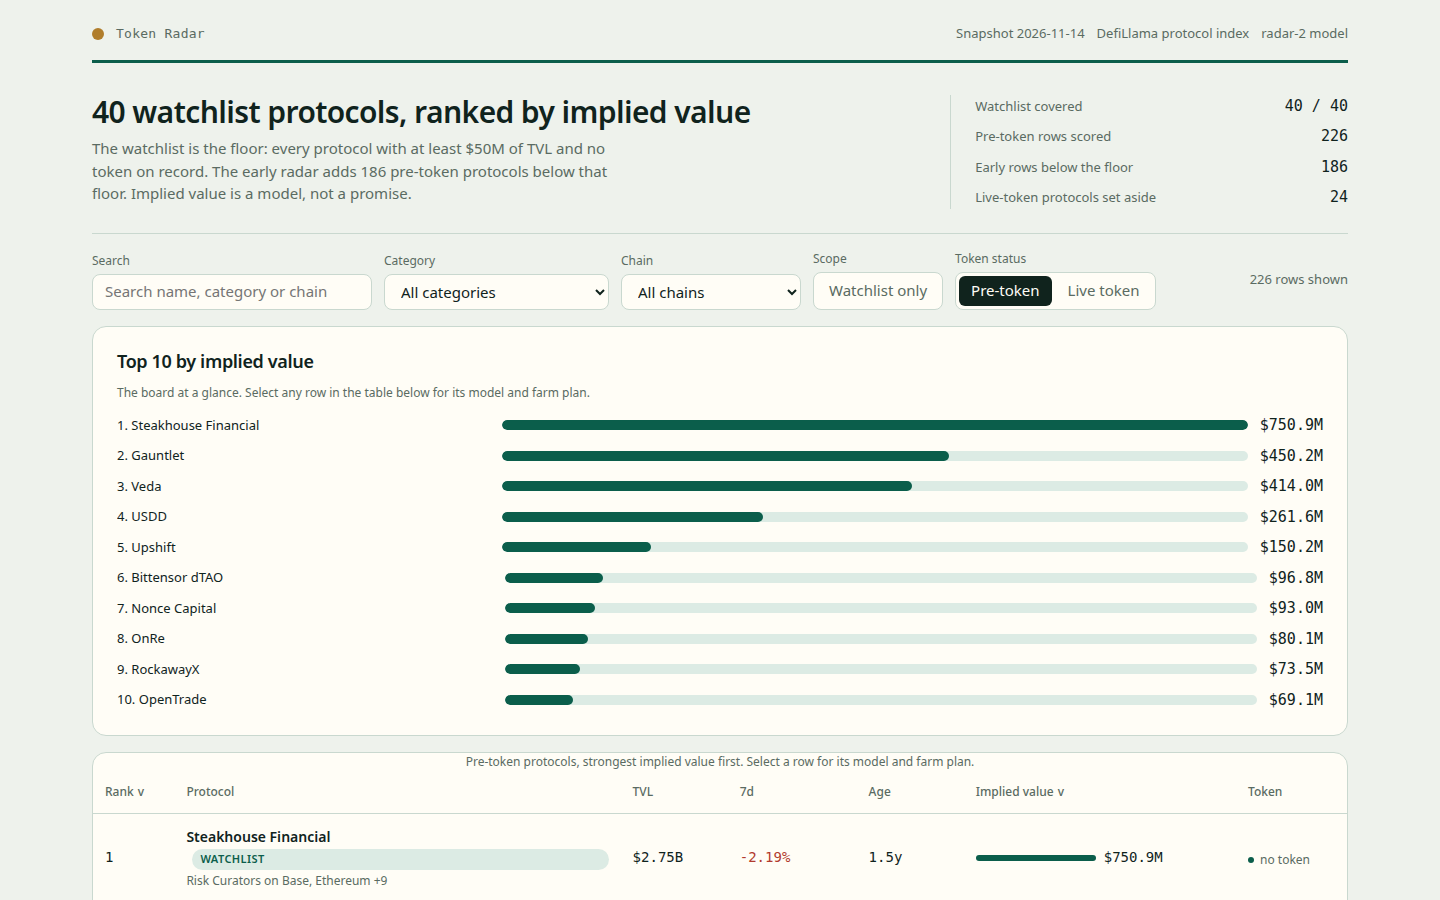 Token Radar
Snapshot 2026-11-14 DefiLlama protocol index radar-2 model
40 watchlist protocols, ranked by implied value
The watchlist is the floor: every protocol with at least $50M of TVL and no
token on record. The early radar adds 186 pre-token protocols below that
floor. Implied value is a model, not a promise.
Watchlist covered 40 / 40
Pre-token rows scored 226
Early rows below the floor 186
Live-token protocols set aside 24
Search
Search name, category or chain
Category
All categories
Chain
All chains
Scope
Watchlist only
Token status
Pre-token Live token
226 rows shown
Top 10 by implied value
The board at a glance. Select any row in the table below for its model and farm plan.
1. Steakhouse Financial $750.9M
2. Gauntlet $450.2M
3. Veda $414.0M
4. USDD $261.6M
5. Upshift $150.2M
6. Bittensor dTAO $96.8M
7. Nonce Capital $93.0M
8. OnRe $80.1M
9. RockawayX $73.5M
10. OpenTrade $69.1M
Pre-token protocols, strongest implied value first. Select a row for its model and farm plan.
Rank v Protocol TVL 7d Age Implied value v Token
1 Steakhouse Financial
WATCHLIST
Risk Curators on Base, Ethereum +9
$2.75B -2.19% 1.5y $750.9M no token